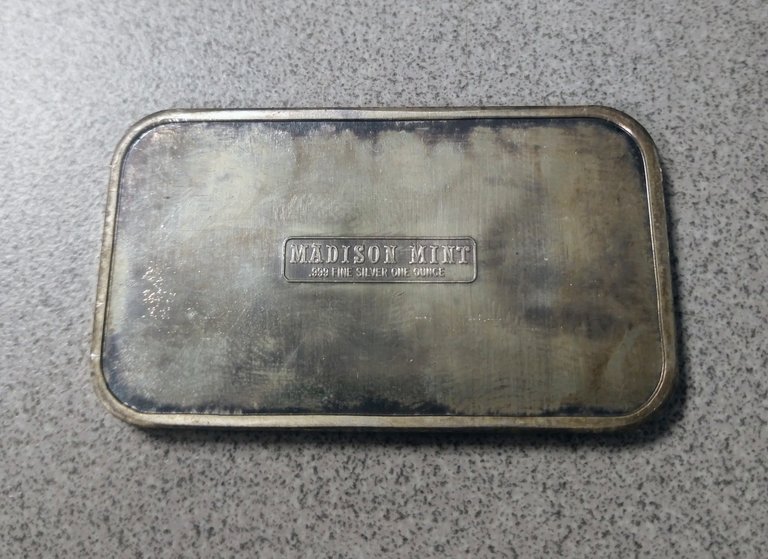 MADISON MINT
.999 FINE SILVER ONE OUNCE